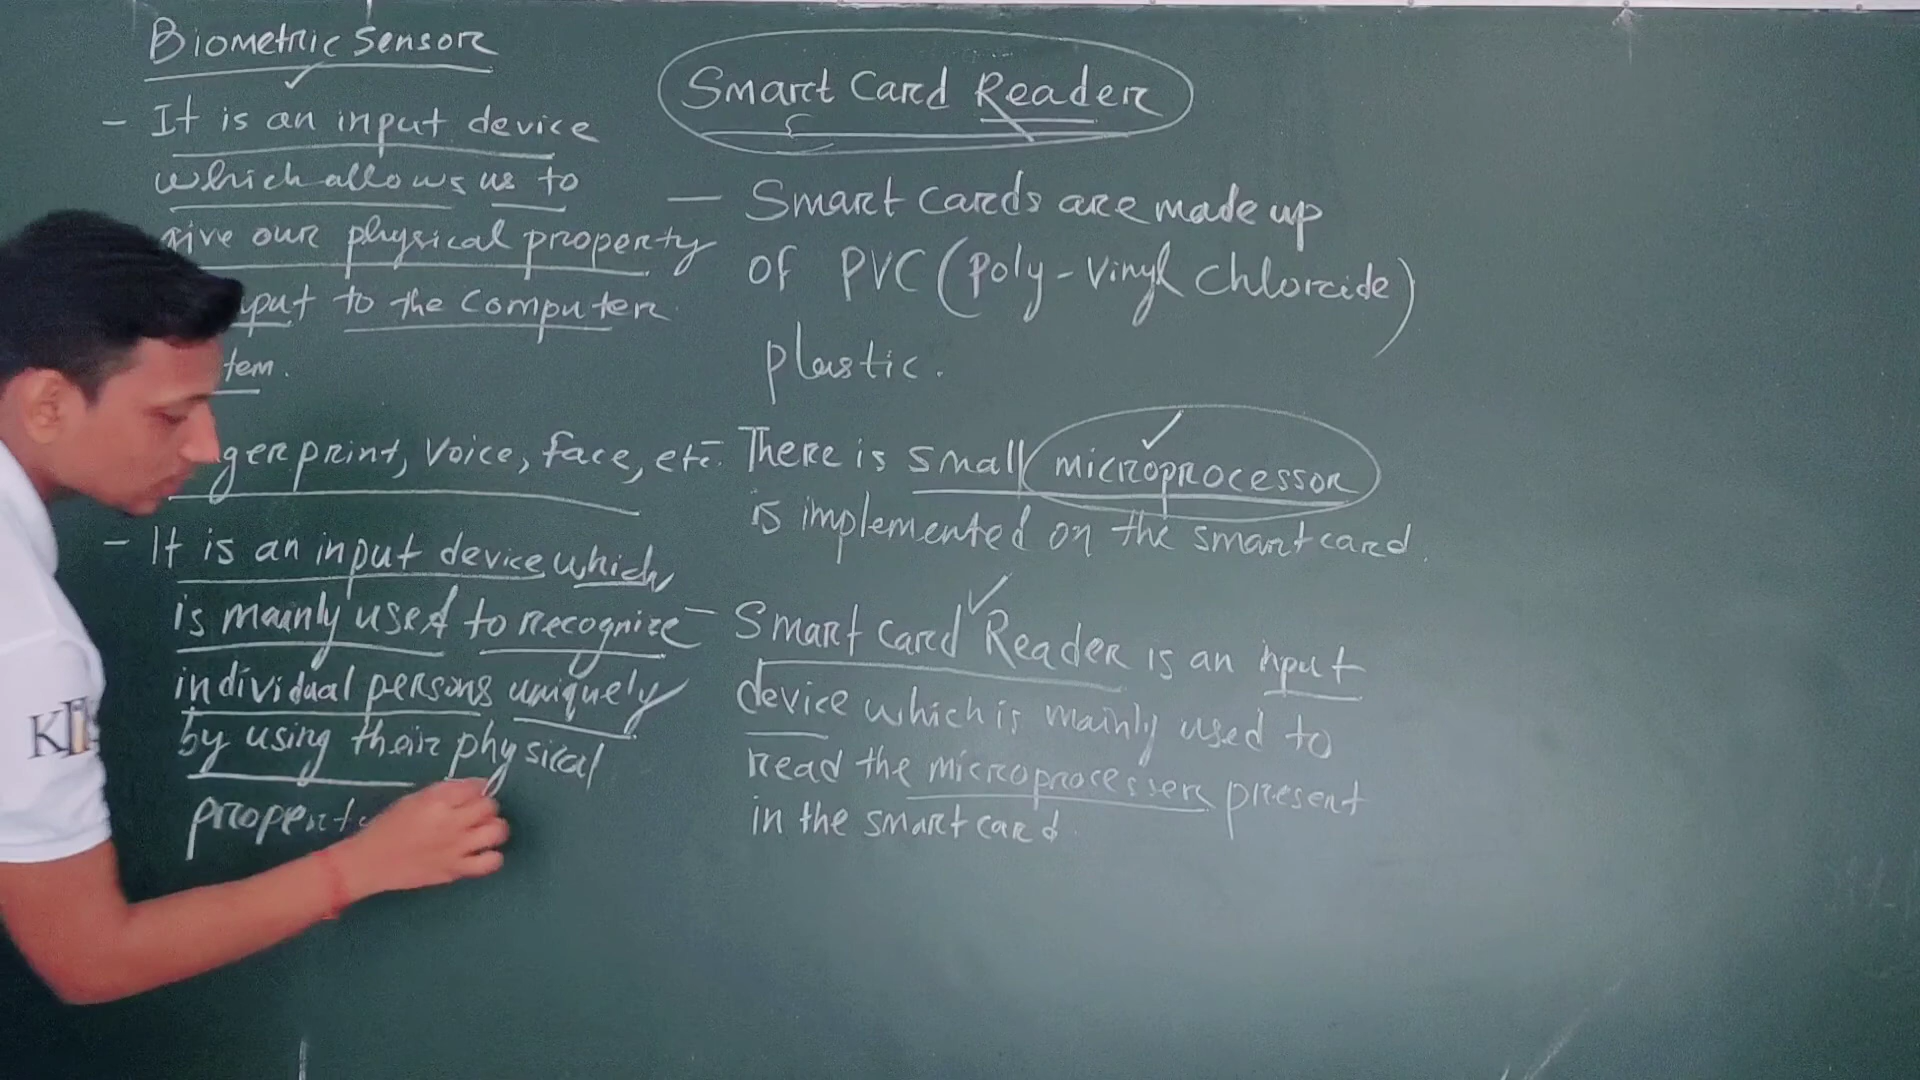 Biometric Sensor
- It is an input device
which allows us to
give our physical property
put to the computer
tem.
ger print, voice, face, etc.
- It is an input device which
is mainly used to recognize
individual persons uniquely
by using their physical
Smart Card Reader
- Smart cards are made up
of PVC (Poly-Vinyl Chloride)
plastic.
- There is small microprocessor
is implemented on the smart card.
- Smart card Reader is an input
device which is mainly used to
read the microprocessor present
in the smart card.